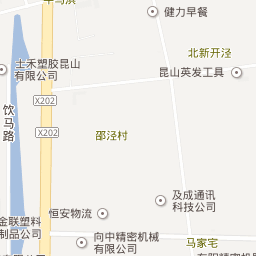 健力早餐
北新开泾
土禾塑胶昆山
有限公司
昆山英发工具
X202
饮马路
X202
邵泾村
及成通讯
科技公司
恒安物流
金联塑料
制品公司
向中精密机械
有限公司
马家宅